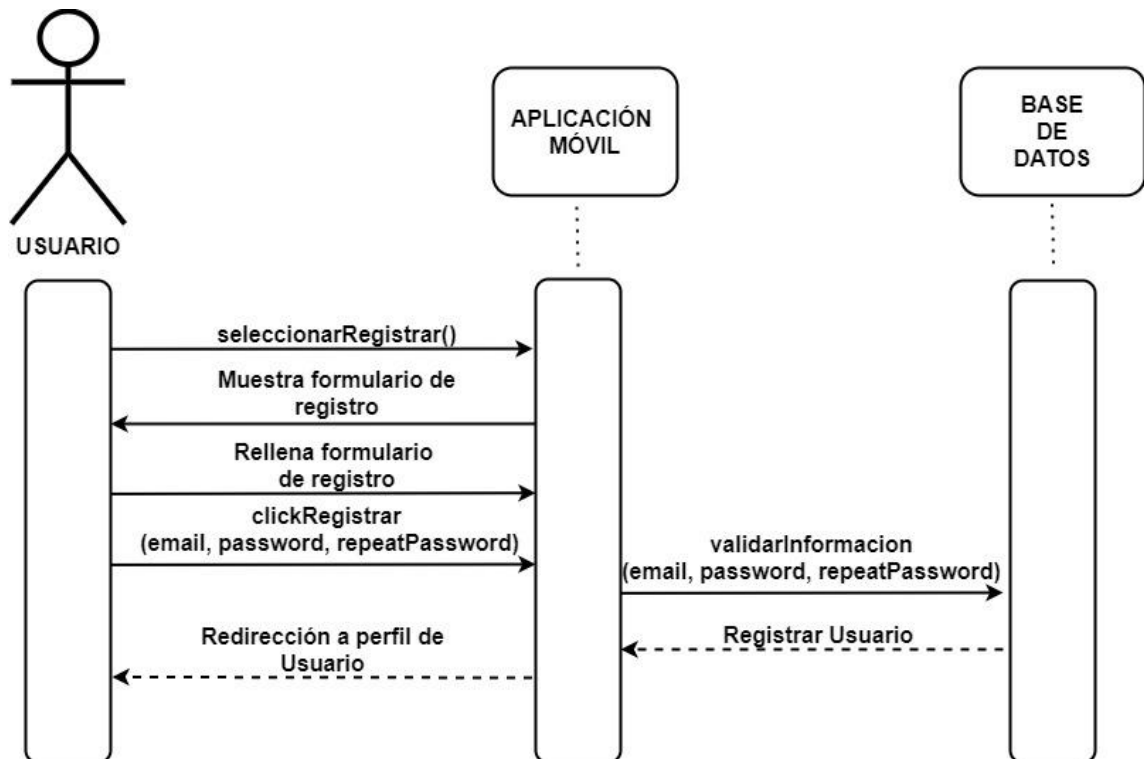 APLICACIÓN
MÓVIL
BASE
DE
DATOS
USUARIO
seleccionarRegistrar()
Muestra formulario de
registro
Rellena formulario
de registro
clickRegistrar
(email, password, repeatPassword)
validarInformacion
(email, password, repeatPassword)
Registrar Usuario
Redirección a perfil de
Usuario